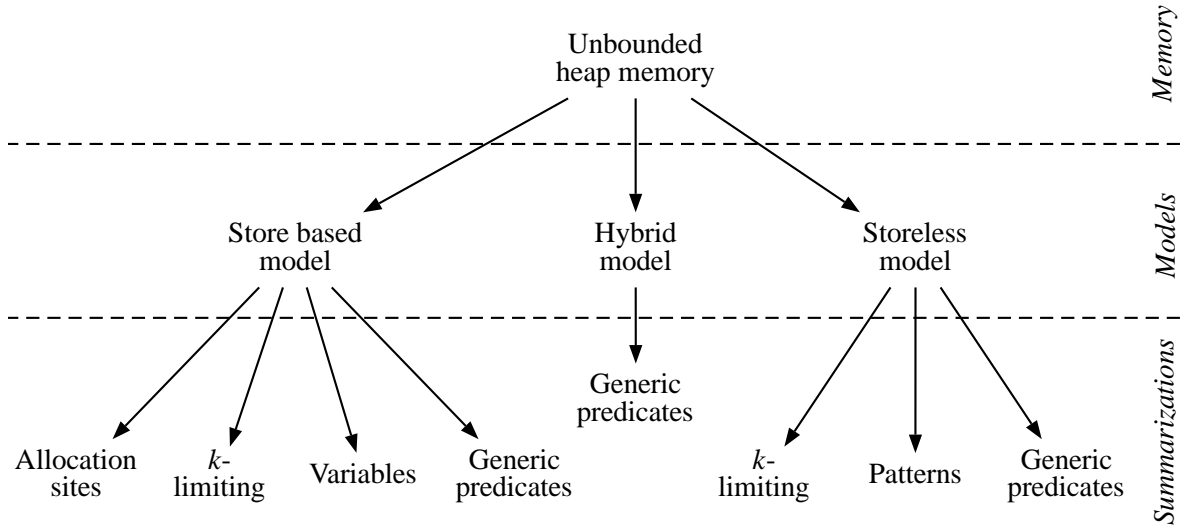 Unbounded
heap memory
Memory
Store based
model
Hybrid
model
Storeless
model
Models
Generic
predicates
Allocation
sites
k-
limiting
Variables
Generic
predicates
k-
limiting
Patterns
Generic
predicates
Summarizations